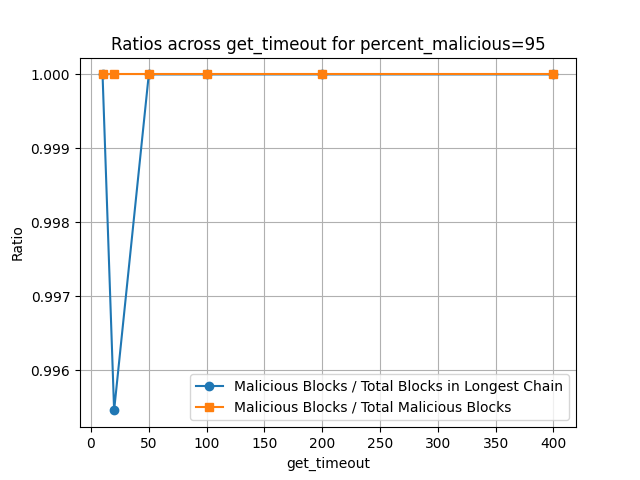 Ratios across get_timeout for percent_malicious=95
1.000
0.999
0.998
0.997
0.996
Ratio
Malicious Blocks / Total Blocks in Longest Chain
Malicious Blocks / Total Malicious Blocks
0 50 100 150 200 250 300 350 400
get_timeout